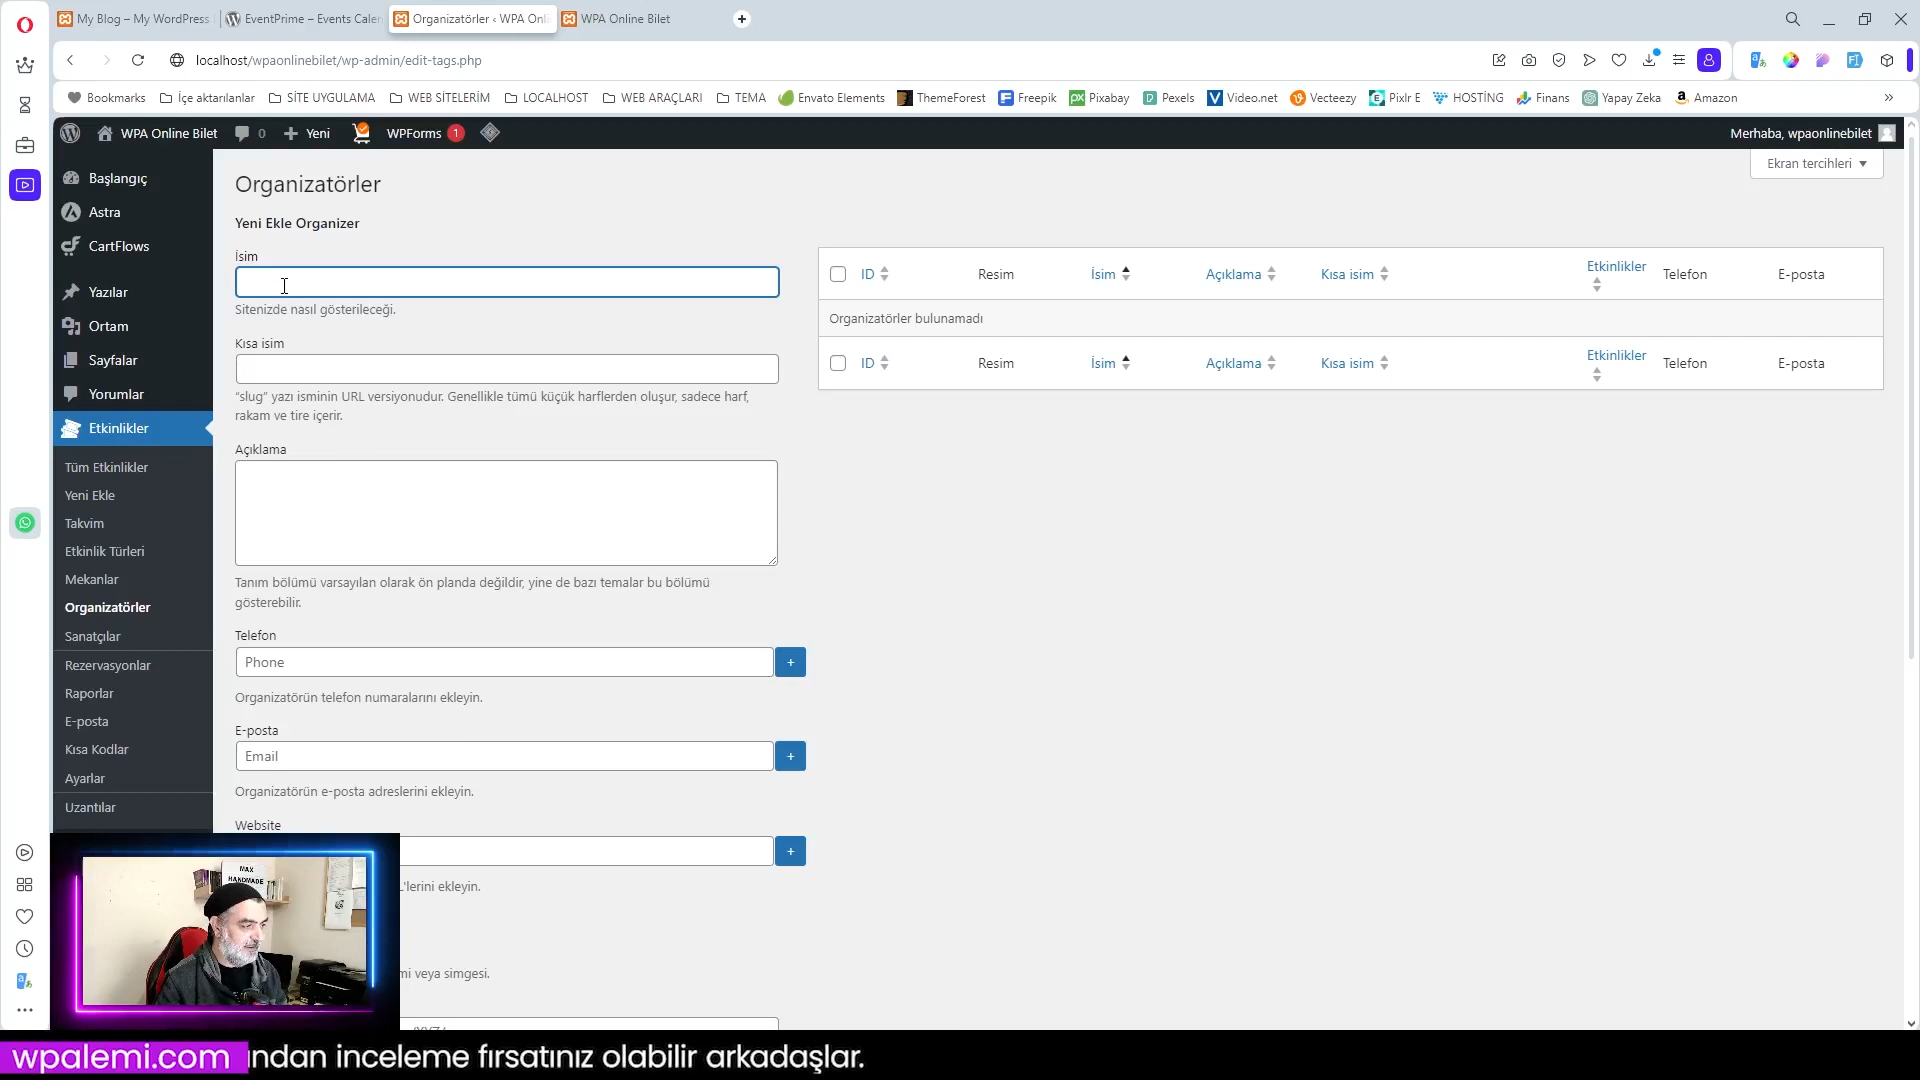 My Blog – My WordPress
EventPrime – Events Calen
Organizatörler ‹ WPA Onli
WPA Online Bilet
localhost/wpaonlinebilet/wp-admin/edit-tags.php
Bookmarks
İçe aktarılanlar
SİTE UYGULAMA
WEB SİTELERİM
LOCALHOST
WEB ARAÇLARI
TEMA
Envato Elements
ThemeForest
Freepik
Pixabay
Pexels
Video.net
Vecteezy
Pixlr E
HOSTİNG
Finans
Yapay Zeka
Amazon
WPA Online Bilet
0
Yeni
WPForms 1
Merhaba, wpaonlinebilet
Ekran tercihleri
Başlangıç
Astra
CartFlows
Yazılar
Ortam
Sayfalar
Yorumlar
Etkinlikler
Tüm Etkinlikler
Yeni Ekle
Takvim
Etkinlik Türleri
Mekanlar
Organizatörler
Sanatçılar
Rezervasyonlar
Raporlar
E-posta
Kısa Kodlar
Ayarlar
Uzantılar
Organizatörler
Yeni Ekle Organizer
İsim
Sitenizde nasıl gösterileceği.
Kısa isim
“slug” yazı isminin URL versiyonudur. Genellikle tümü küçük harflerden oluşur, sadece harf,
rakam ve tire içerir.
Açıklama
Tanım bölümü varsayılan olarak ön planda değildir, yine de bazı temalar bu bölümü
gösterebilir.
Telefon
Phone
+
Organizatörün telefon numaralarını ekleyin.
E-posta
Email
+
Organizatörün e-posta adreslerini ekleyin.
Website
+
L'lerini ekleyin.
mi veya simgesi.
ID
Resim
İsim
Açıklama
Kısa isim
Etkinlikler
Telefon
E-posta
Organizatörler bulunamadı
ID
Resim
İsim
Açıklama
Kısa isim
Etkinlikler
Telefon
E-posta
MAX
HANDMADE
wpalemi.com
ından inceleme fırsatınız olabilir arkadaşlar.